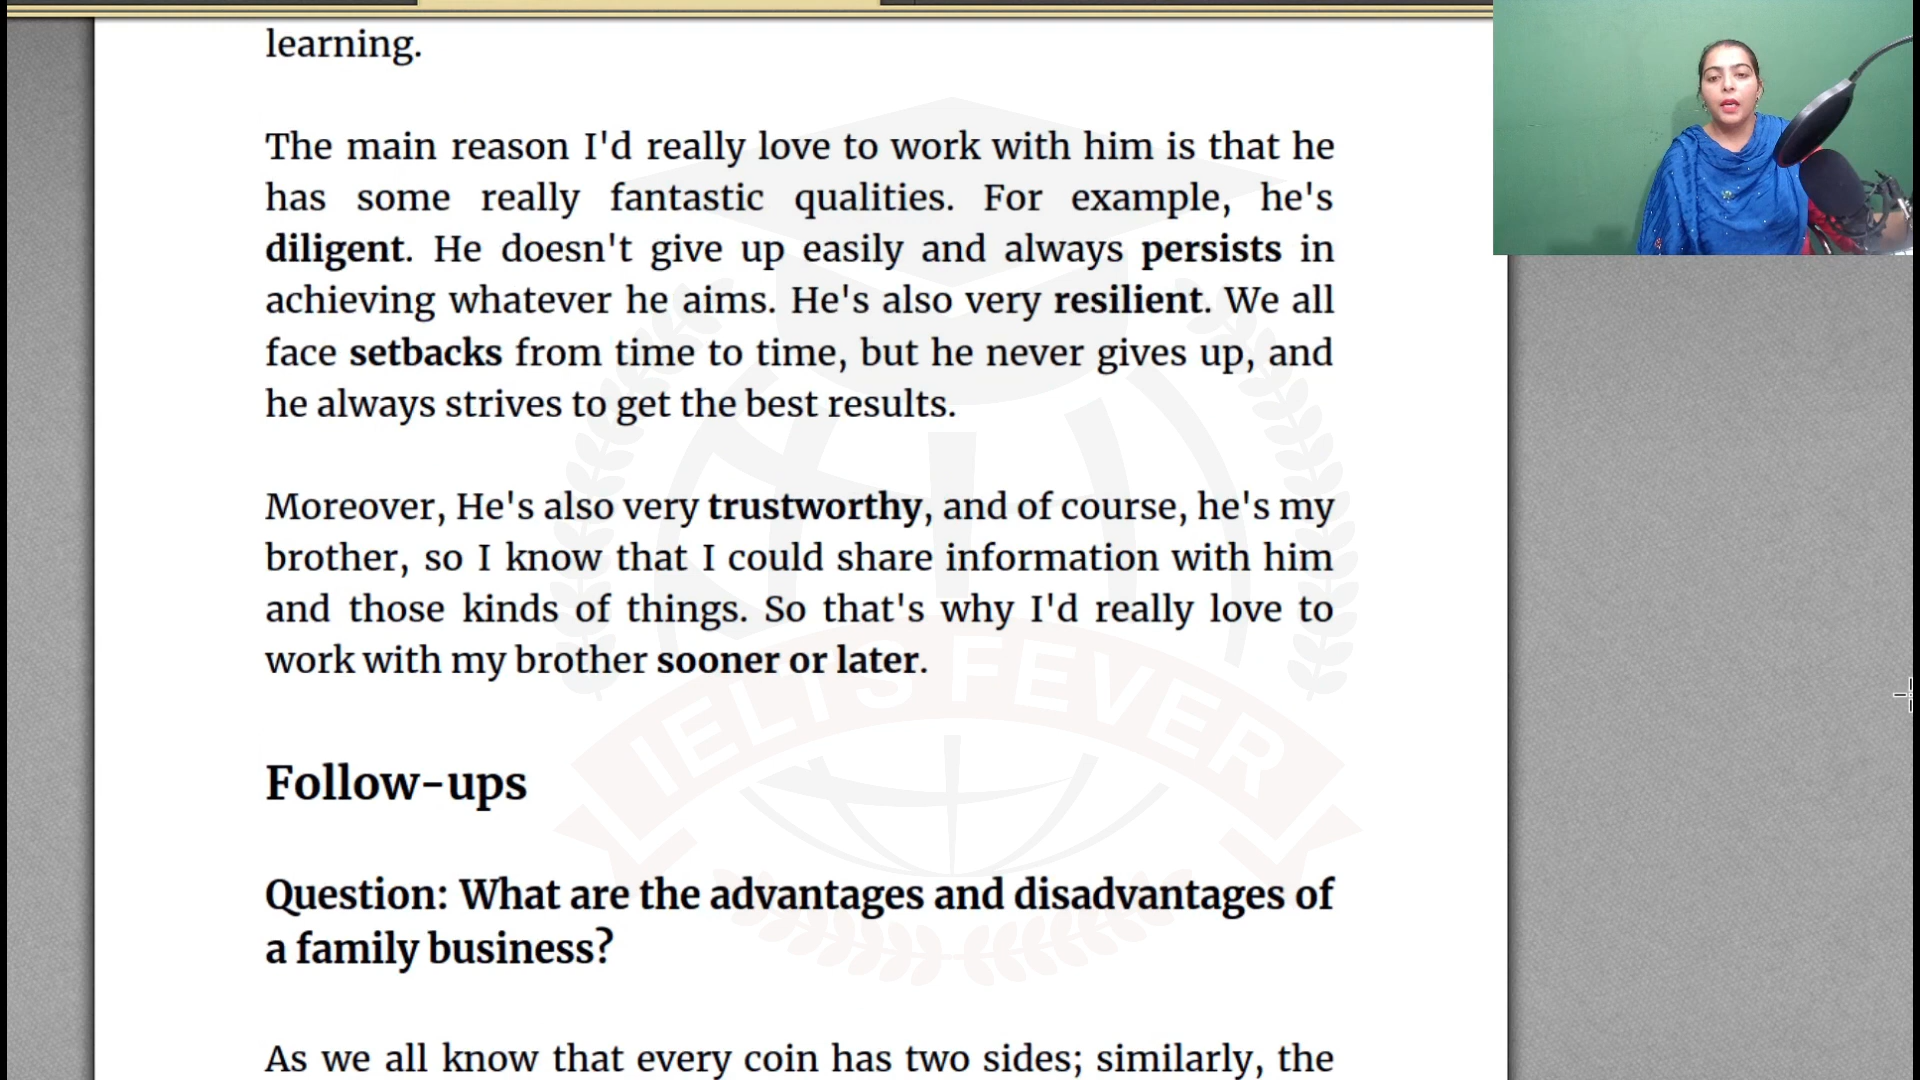 learning.
The main reason I'd really love to work with him is that he
has some really fantastic qualities. For example, he's
diligent. He doesn't give up easily and always persists in
achieving whatever he aims. He's also very resilient. We all
face setbacks from time to time, but he never gives up, and
he always strives to get the best results.
Moreover, He's also very trustworthy, and of course, he's my
brother, so I know that I could share information with him
and those kinds of things. So that's why I'd really love to
work with my brother sooner or later.
IELTS FEVER
Follow-ups
Question: What are the advantages and disadvantages of
a family business?
As we all know that every coin has two sides; similarly, the